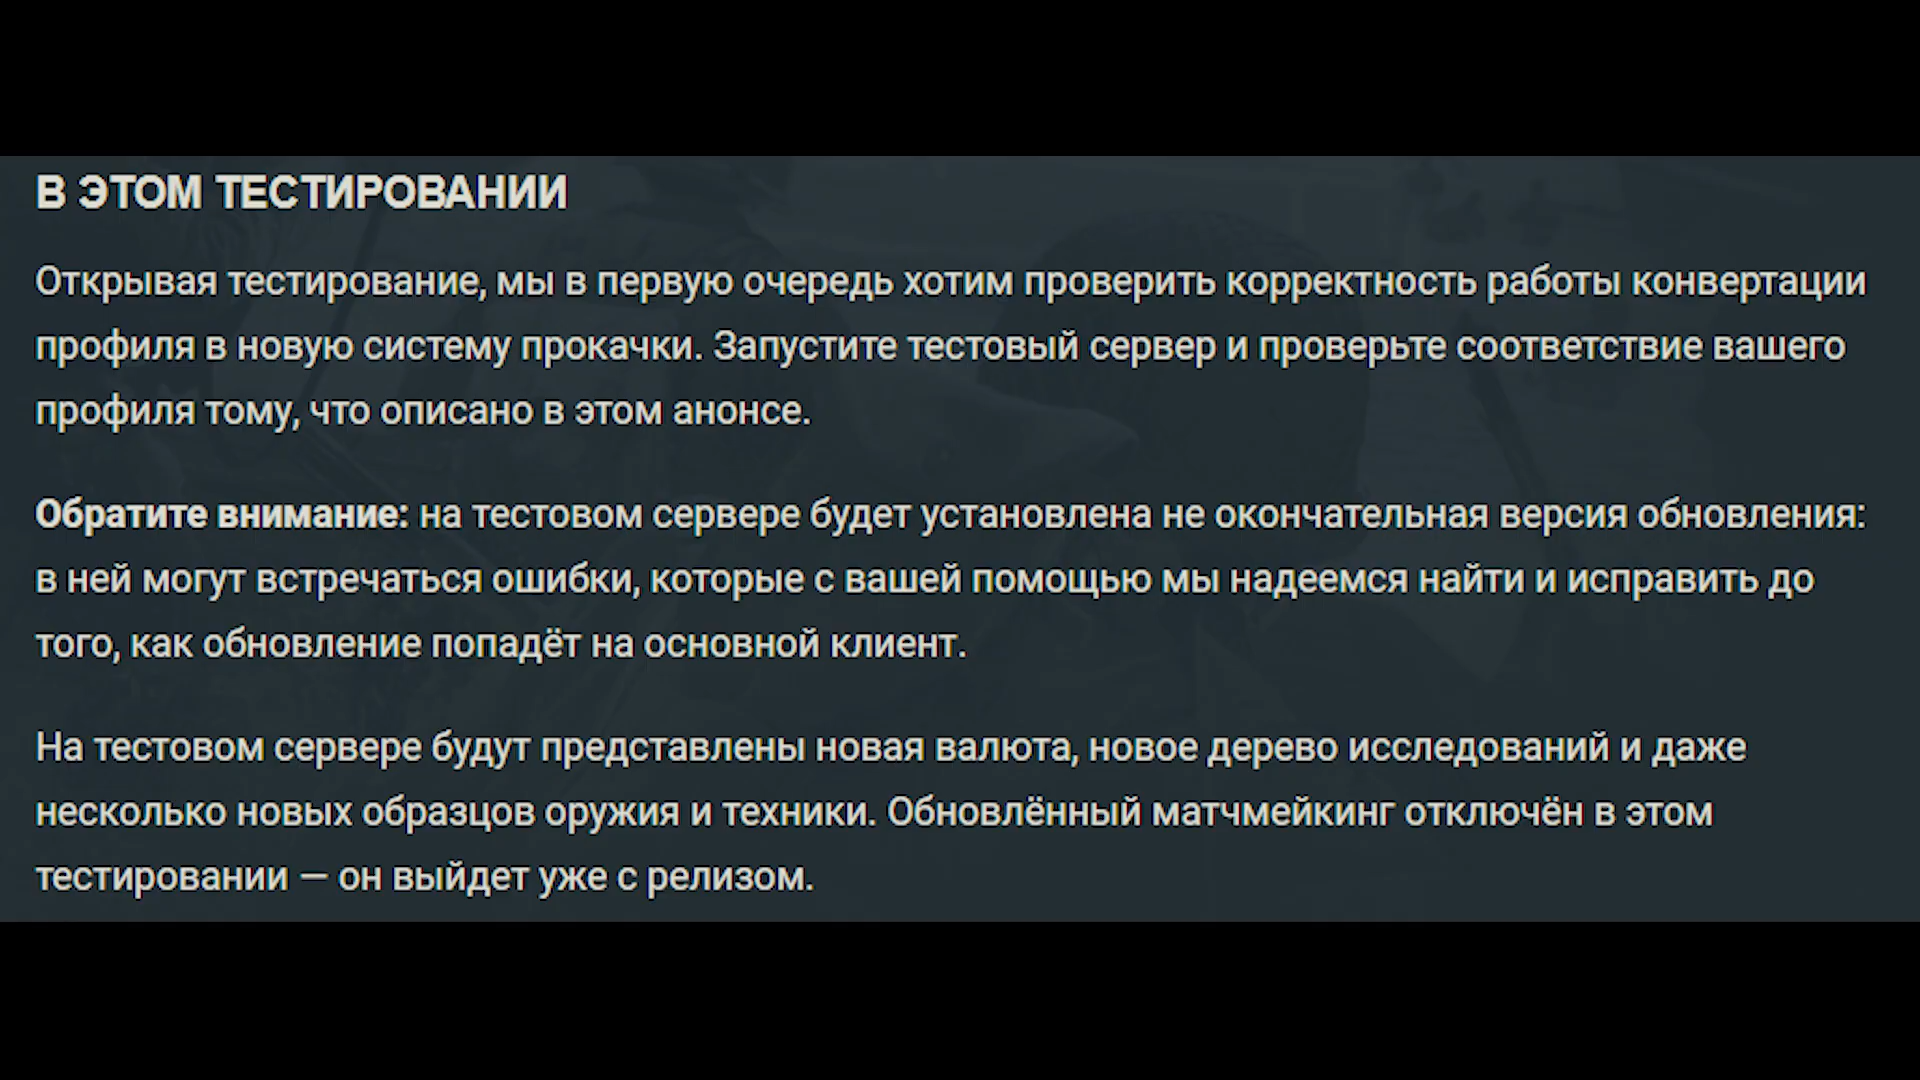 В ЭТОМ ТЕСТИРОВАНИИ
Открывая тестирование, мы в первую очередь хотим проверить корректность работы конвертации
профиля в новую систему прокачки. Запустите тестовый сервер и проверьте соответствие вашего
профиля тому, что описано в этом анонсе.
Обратите внимание: на тестовом сервере будет установлена не окончательная версия обновления:
в ней могут встречаться ошибки, которые с вашей помощью мы надеемся найти и исправить до
того, как обновление попадёт на основной клиент.
На тестовом сервере будут представлены новая валюта, новое дерево исследований и даже
несколько новых образцов оружия и техники. Обновлённый матчмейкинг отключён в этом
тестировании — он выйдет уже с релизом.